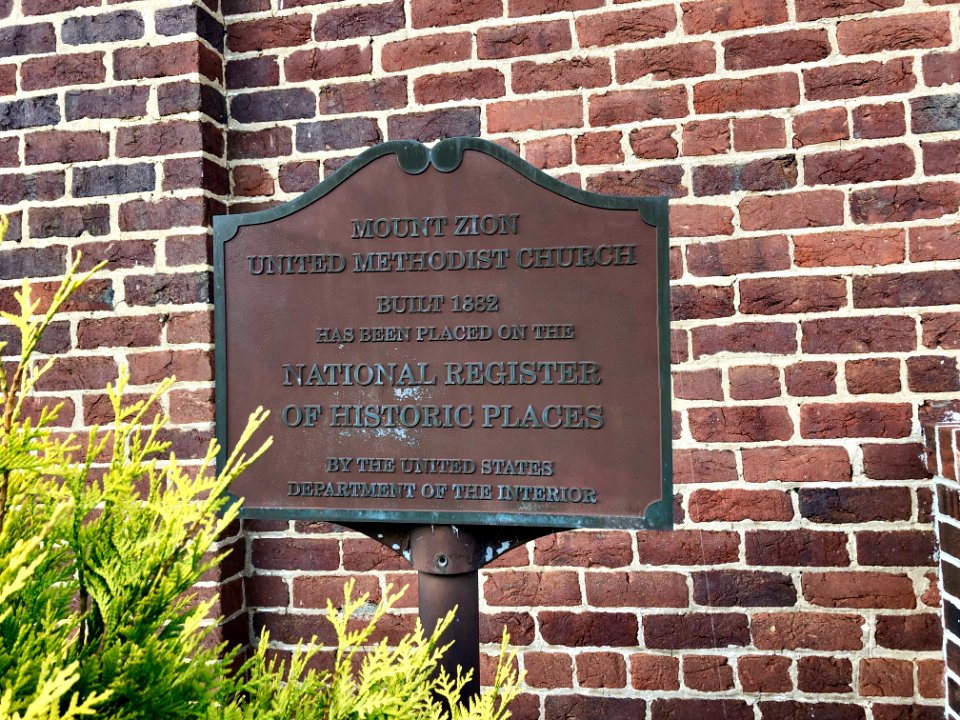 MOUNT ZION
UNITED METHODIST CHURCH
BUILT 1882
HAS BEEN PLACED ON THE
NATIONAL REGISTER
OF HISTORIC PLACES
BY THE UNITED STATES
DEPARTMENT OF THE INTERIOR